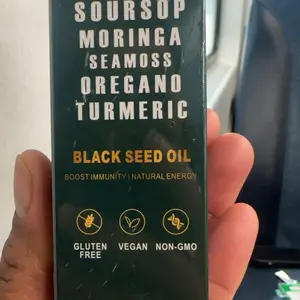 SOURSOP
MORINGA
SEAMOSS
OREGANO
TURMERIC
BLACK SEED OIL
BOOST IMMUNITY | NATURAL ENERGY
GLUTEN FREE
VEGAN
NON-GMO